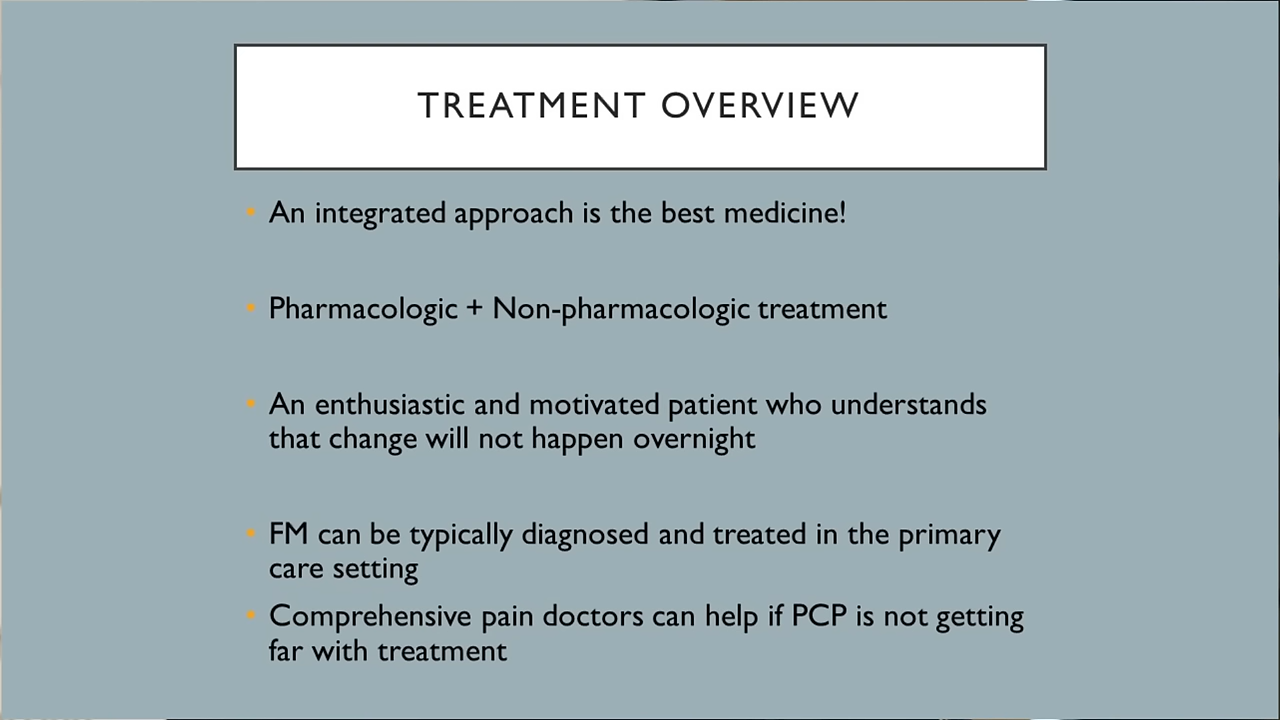 TREATMENT OVERVIEW
• An integrated approach is the best medicine!
• Pharmacologic + Non-pharmacologic treatment
• An enthusiastic and motivated patient who understands
that change will not happen overnight
• FM can be typically diagnosed and treated in the primary
care setting
• Comprehensive pain doctors can help if PCP is not getting
far with treatment